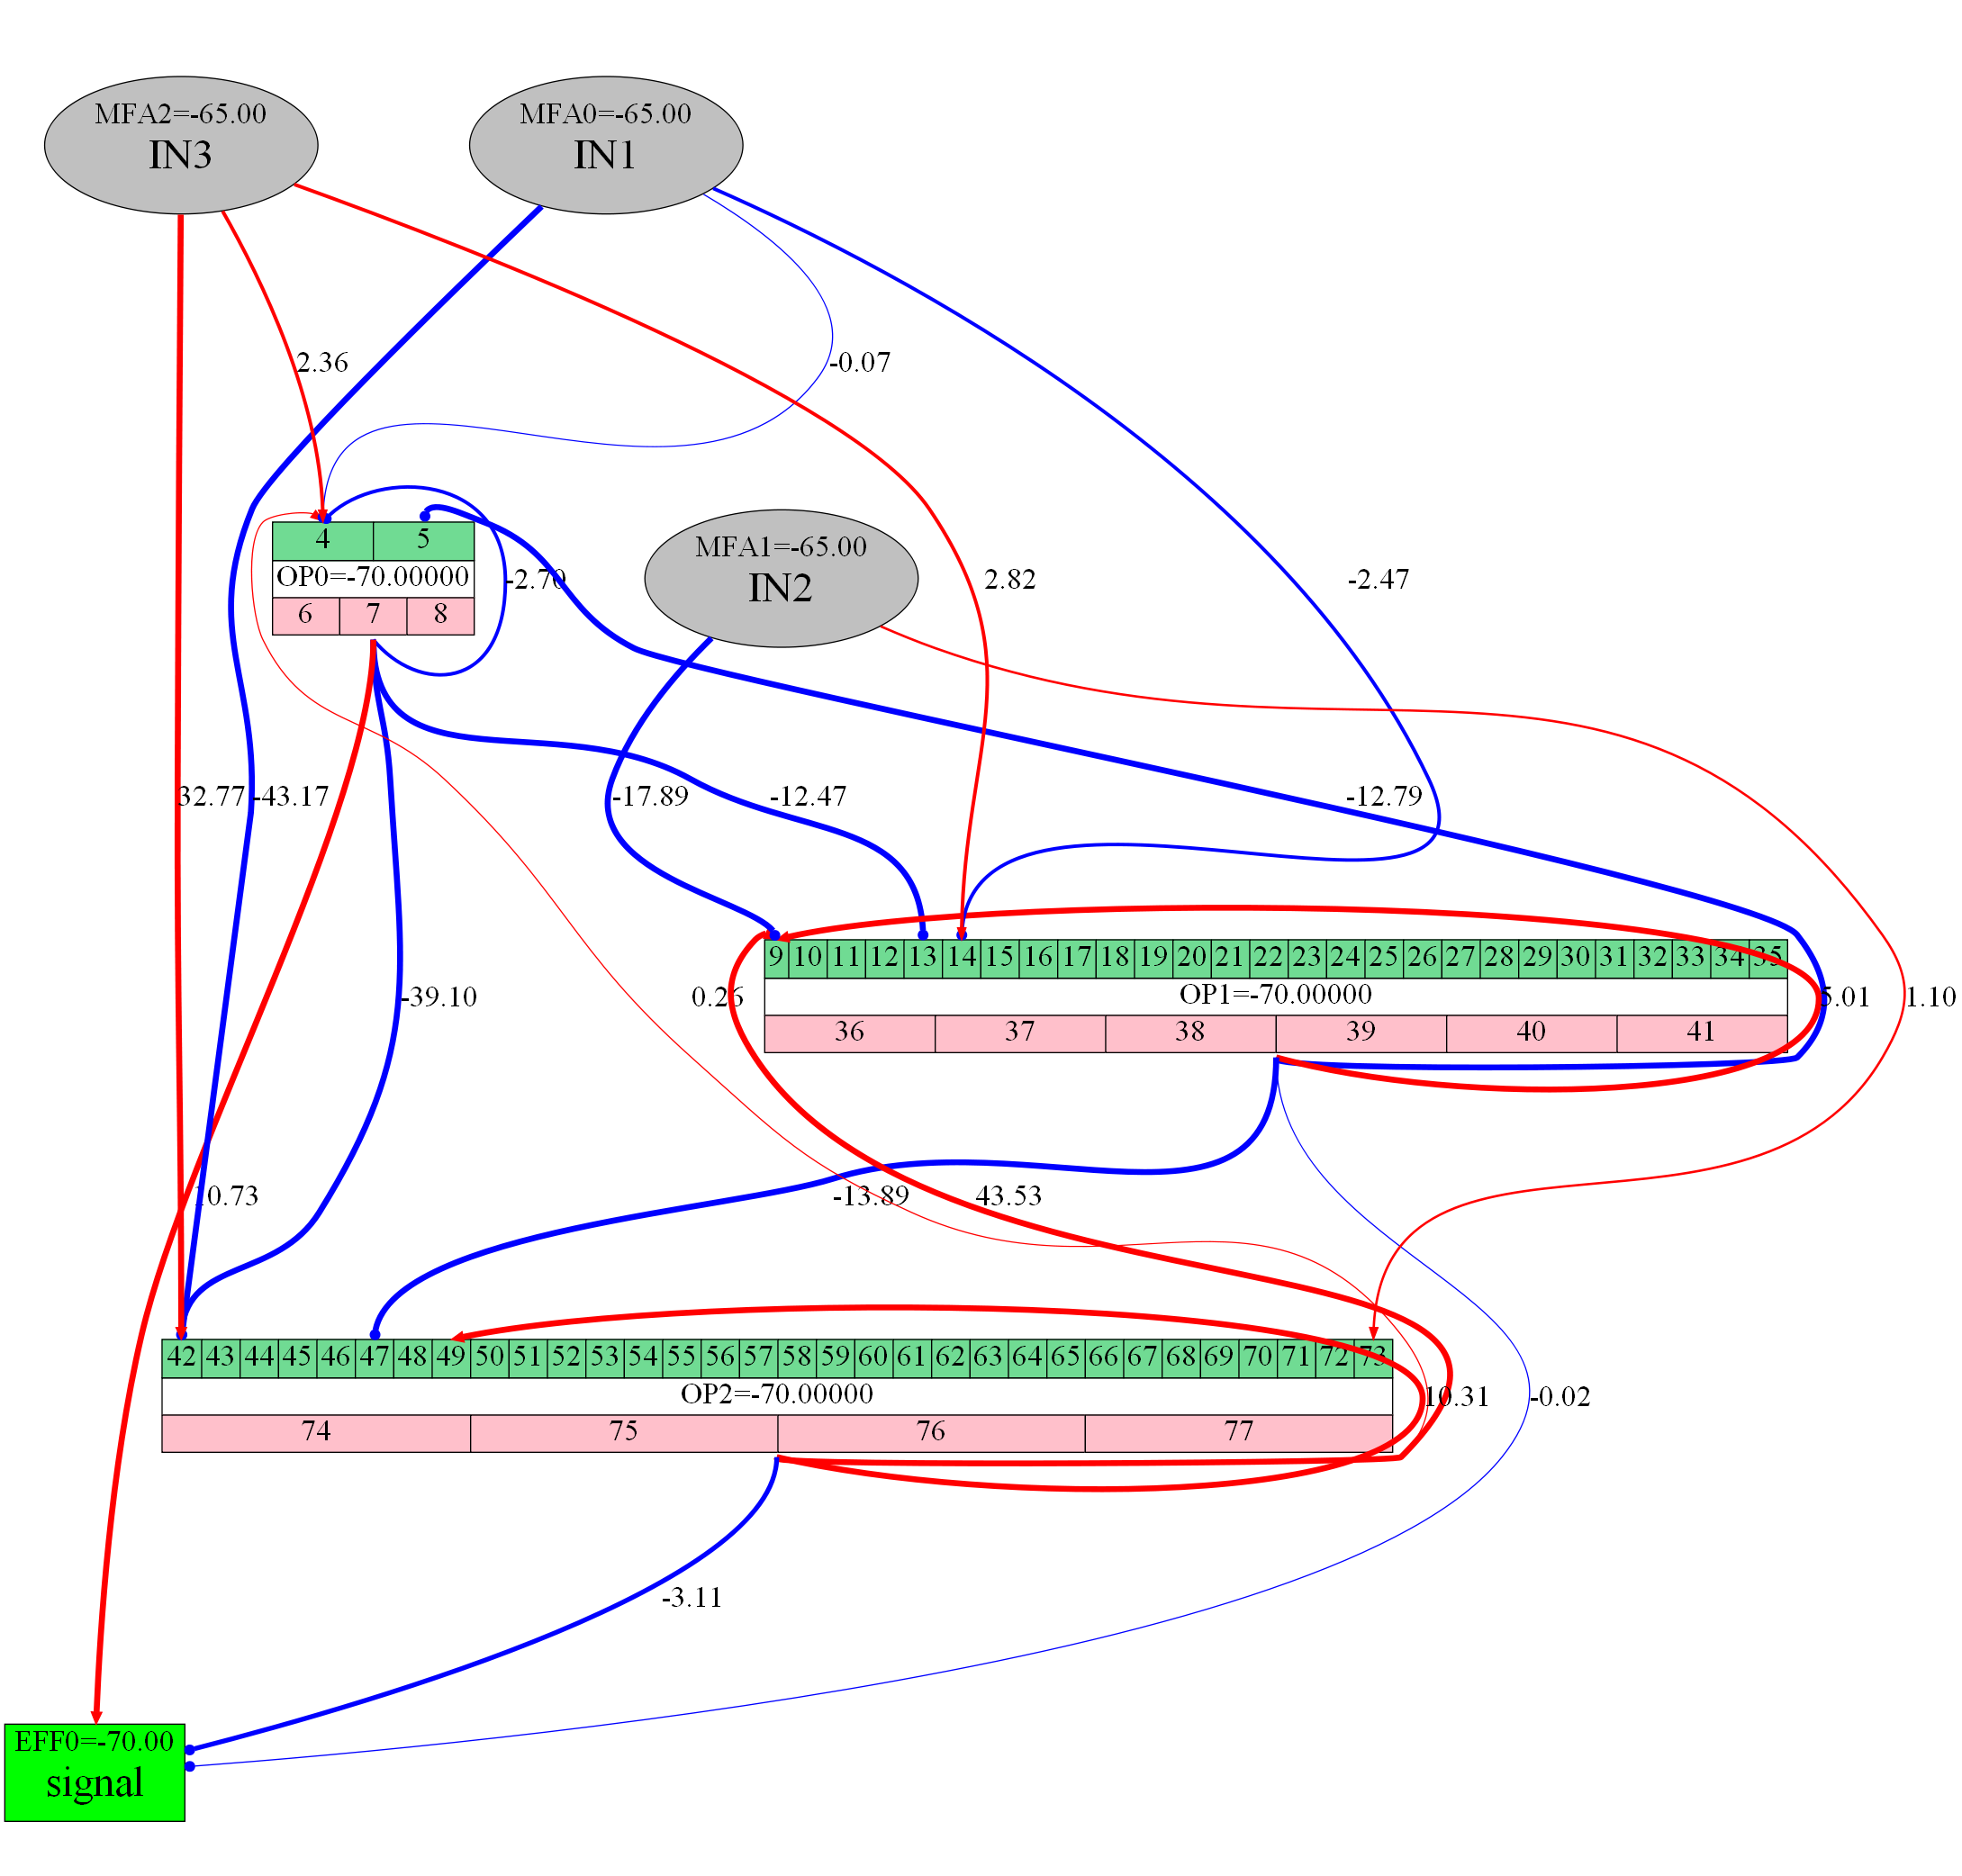 MFA2=-65.00
IN3
MFA0=-65.00
IN1
2.36
-0.07
4 5
OP0=-70.00000
6 7 8
-2.70
MFA1=-65.00
IN2
2.82
-2.47
32.77
-43.17
-17.89
-12.47
-12.79
9 10 11 12 13 14 15 16 17 18 19 20 21 22 23 24 25 26 27 28 29 30 31 32 33 34 35
OP1=-70.00000
36 37 38 39 40 41
-39.10
0.26
5.01
1.10
10.73
-13.89
43.53
42 43 44 45 46 47 48 49 50 51 52 53 54 55 56 57 58 59 60 61 62 63 64 65 66 67 68 69 70 71 72 73
OP2=-70.00000
74 75 76 77
10.31
-0.02
-3.11
EFF0=-70.00
signal